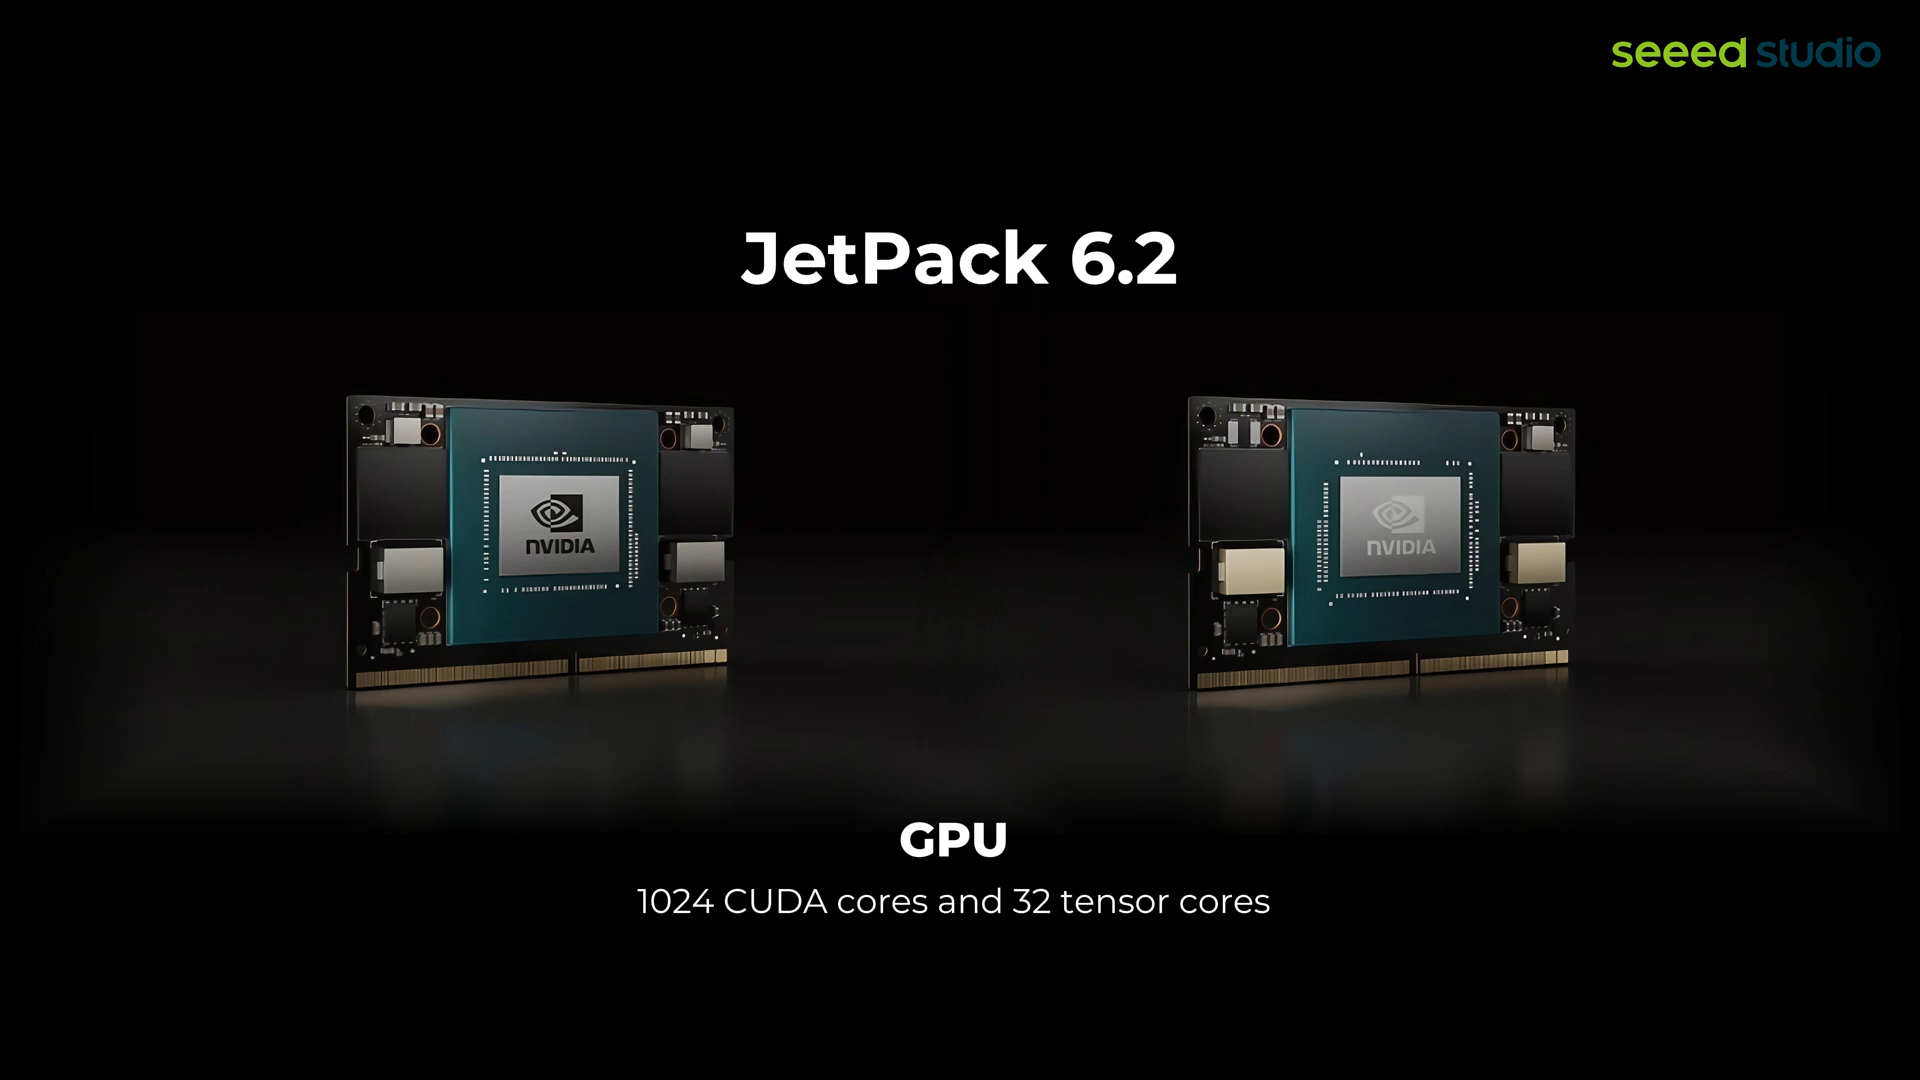 seeed studio
JetPack 6.2
NVIDIA
NVIDIA
GPU
1024 CUDA cores and 32 tensor cores